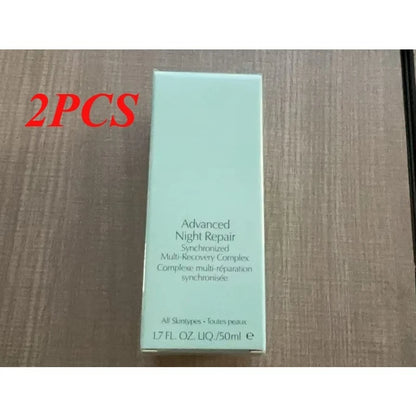 2PCS
Advanced
Night Repair
Synchronized
Multi-Recovery Complex
Complexe multi-réparation
synchronisée
All Skintypes • Toutes peaux
1.7 FL. OZ. LIQ./50ml e